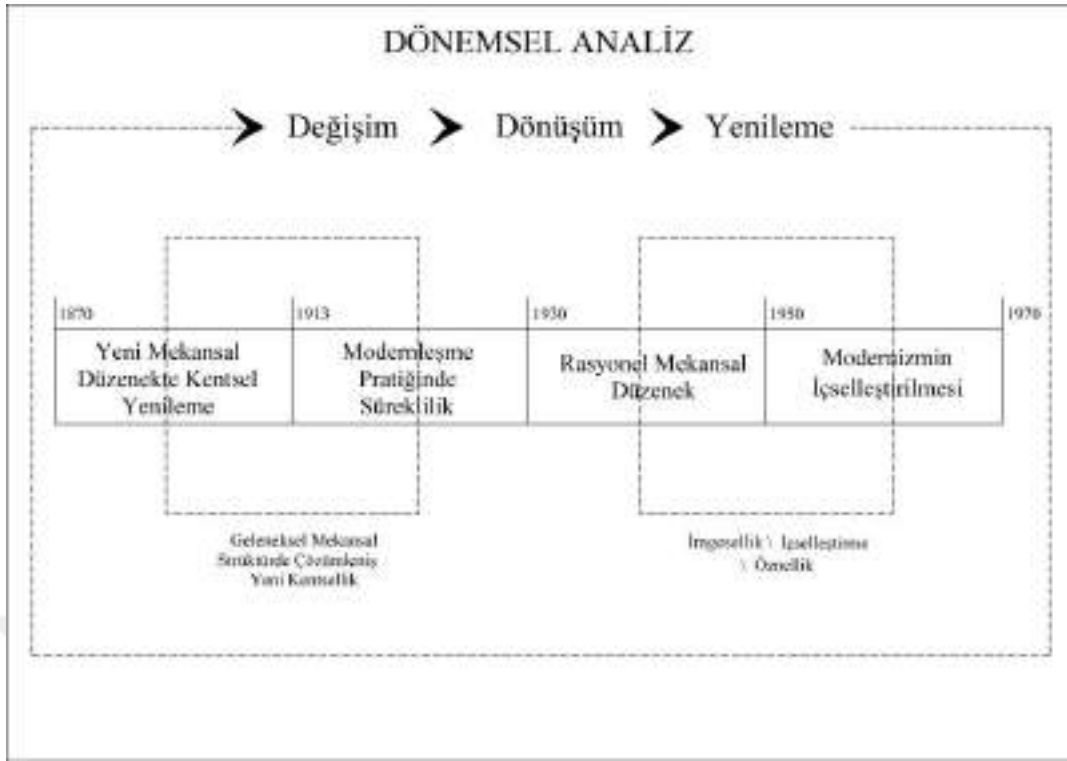 DÖNEMSEL ANALİZ
Değişim Dönüşüm Yenileme
1870 1913 1930 1950 1970
Yeni Mekansal
Düzenekte Kentsel
Yenileme
Modernleşme
Pratiğinde
Süreklilik
Rasyonel Mekansal
Düzenek
Modernizmin
İçselleştirilmesi
Geleneksel Mekansal
Strüktürde Çözümleniş
Yeni Kentsellik
İmgesellik \ İçselleştirme
\ Öznellik